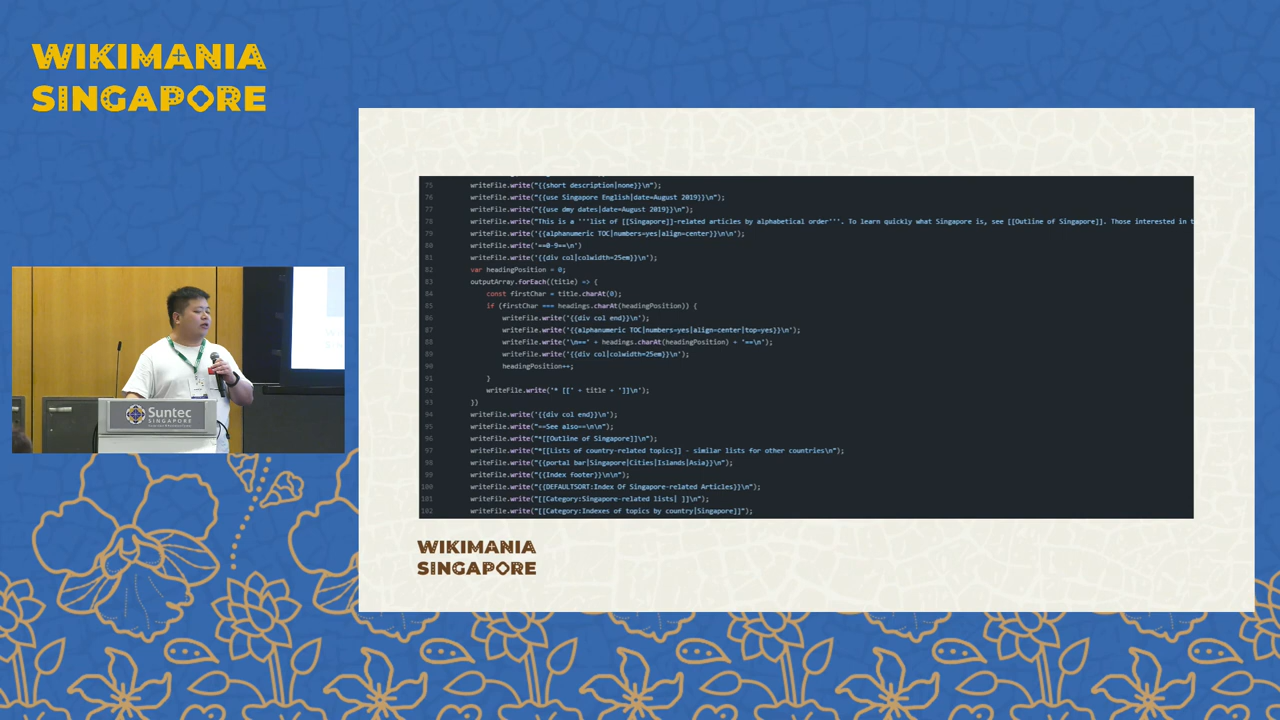 WIKIMANIA
SINGAPORE
Suntec
SINGAPORE
75 writeFile.write("{{short description|none}}\n");
76 writeFile.write("{{use Singapore English|date=August 2019}}\n");
77 writeFile.write("{{use dmy dates|date=August 2019}}\n");
78 writeFile.write("This is a '''list of [[Singapore]]-related articles by alphabetical order'''. To learn quickly what Singapore is, see [[Outline of Singapore]]. Those interested in t
79 writeFile.write('{{alphanumeric TOC|numbers=yes|align=center}}\n\n');
80 writeFile.write('==0-9==\n')
81 writeFile.write('{{div col|colwidth=25em}}\n');
82 var headingPosition = 0;
83 outputArray.forEach((title) => {
84 const firstChar = title.charAt(0);
85 if (firstChar === headings.charAt(headingPosition)) {
86 writeFile.write('{{div col end}}\n');
87 writeFile.write('{{alphanumeric TOC|numbers=yes|align=center|top=yes}}\n');
88 writeFile.write('\n==' + headings.charAt(headingPosition) + '==\n');
89 writeFile.write('{{div col|colwidth=25em}}\n');
90 headingPosition++;
91 }
92 writeFile.write('* [[' + title + ']]\n');
93 })
94 writeFile.write('{{div col end}}\n');
95 writeFile.write("==See also==\n\n");
96 writeFile.write("*[[Outline of Singapore]]\n");
97 writeFile.write("*[[Lists of country-related topics]] - similar lists for other countries\n");
98 writeFile.write("{{portal bar|Singapore|Cities|Islands|Asia}}\n");
99 writeFile.write("{{Index footer}}\n\n");
100 writeFile.write("{{DEFAULTSORT:Index Of Singapore-related Articles}}\n");
101 writeFile.write("[[Category:Singapore-related lists| ]]\n");
102 writeFile.write("[[Category:Indexes of topics by country|Singapore]]");
WIKIMANIA
SINGAPORE